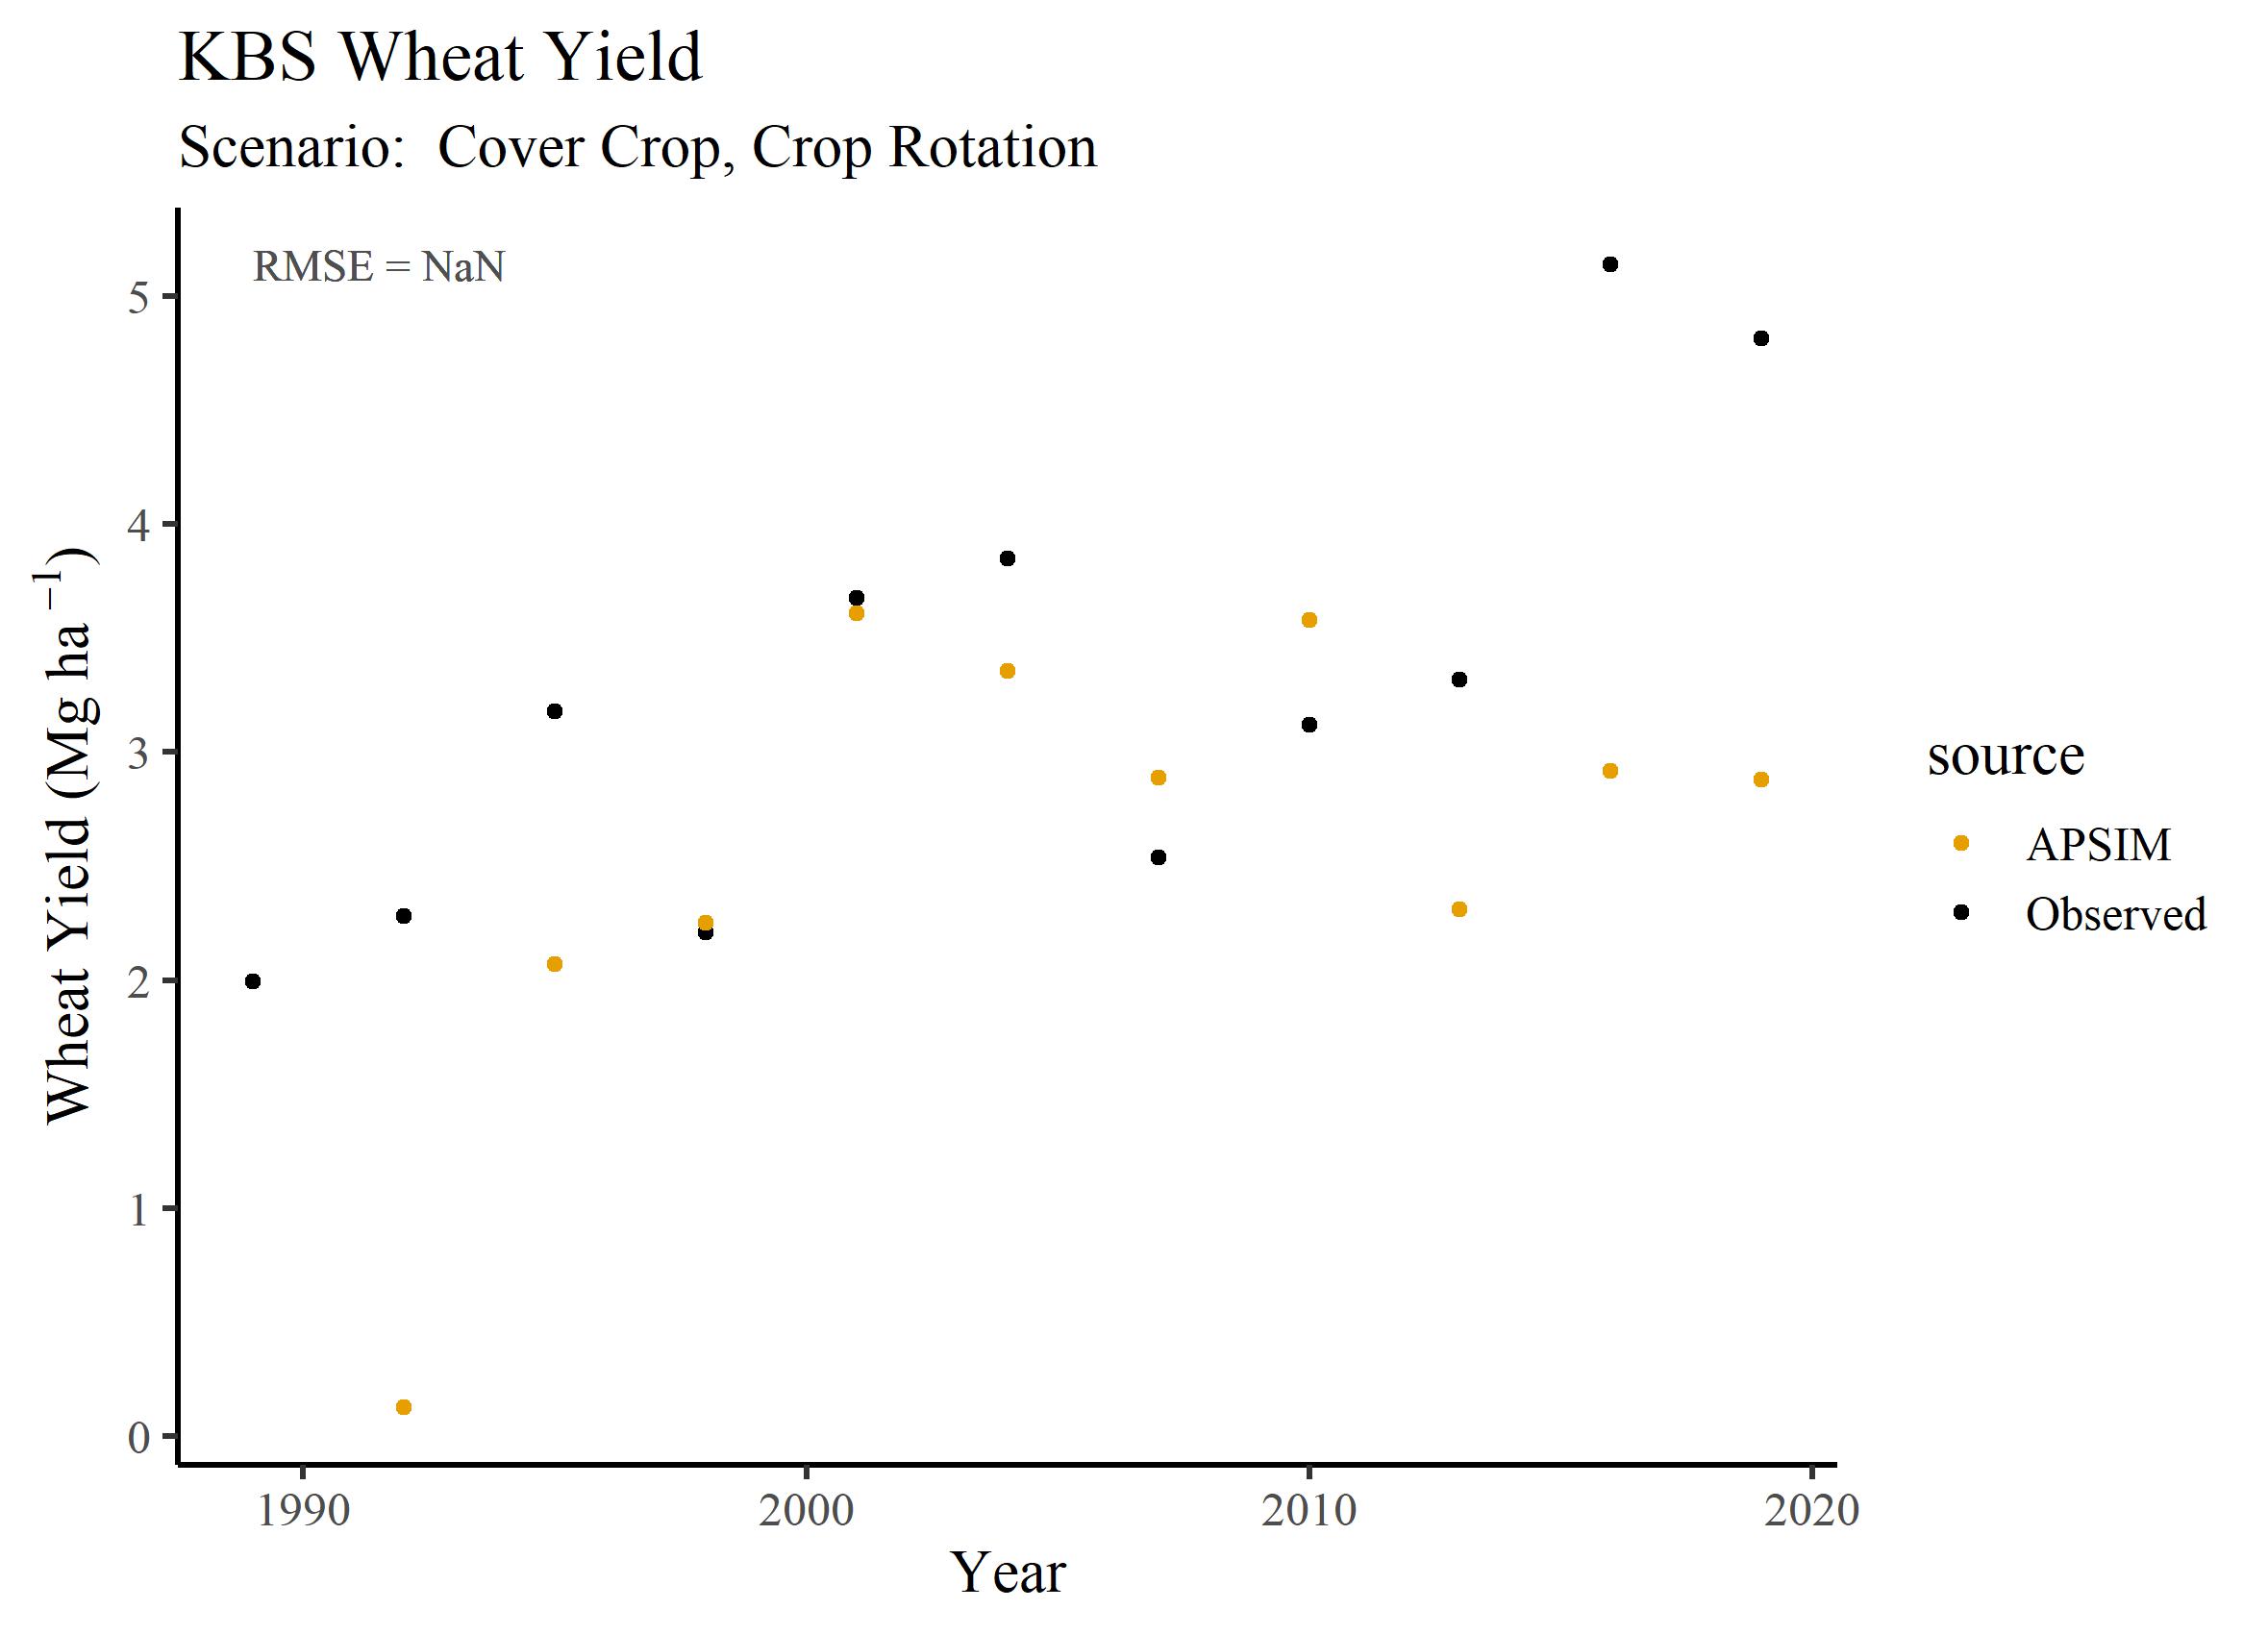 KBS Wheat Yield
Scenario:  Cover Crop, Crop Rotation
RMSE = NaN
5
4
3
2
1
0
Wheat Yield (Mg ha⁻¹)
1990 2000 2010 2020
Year
source
APSIM
Observed